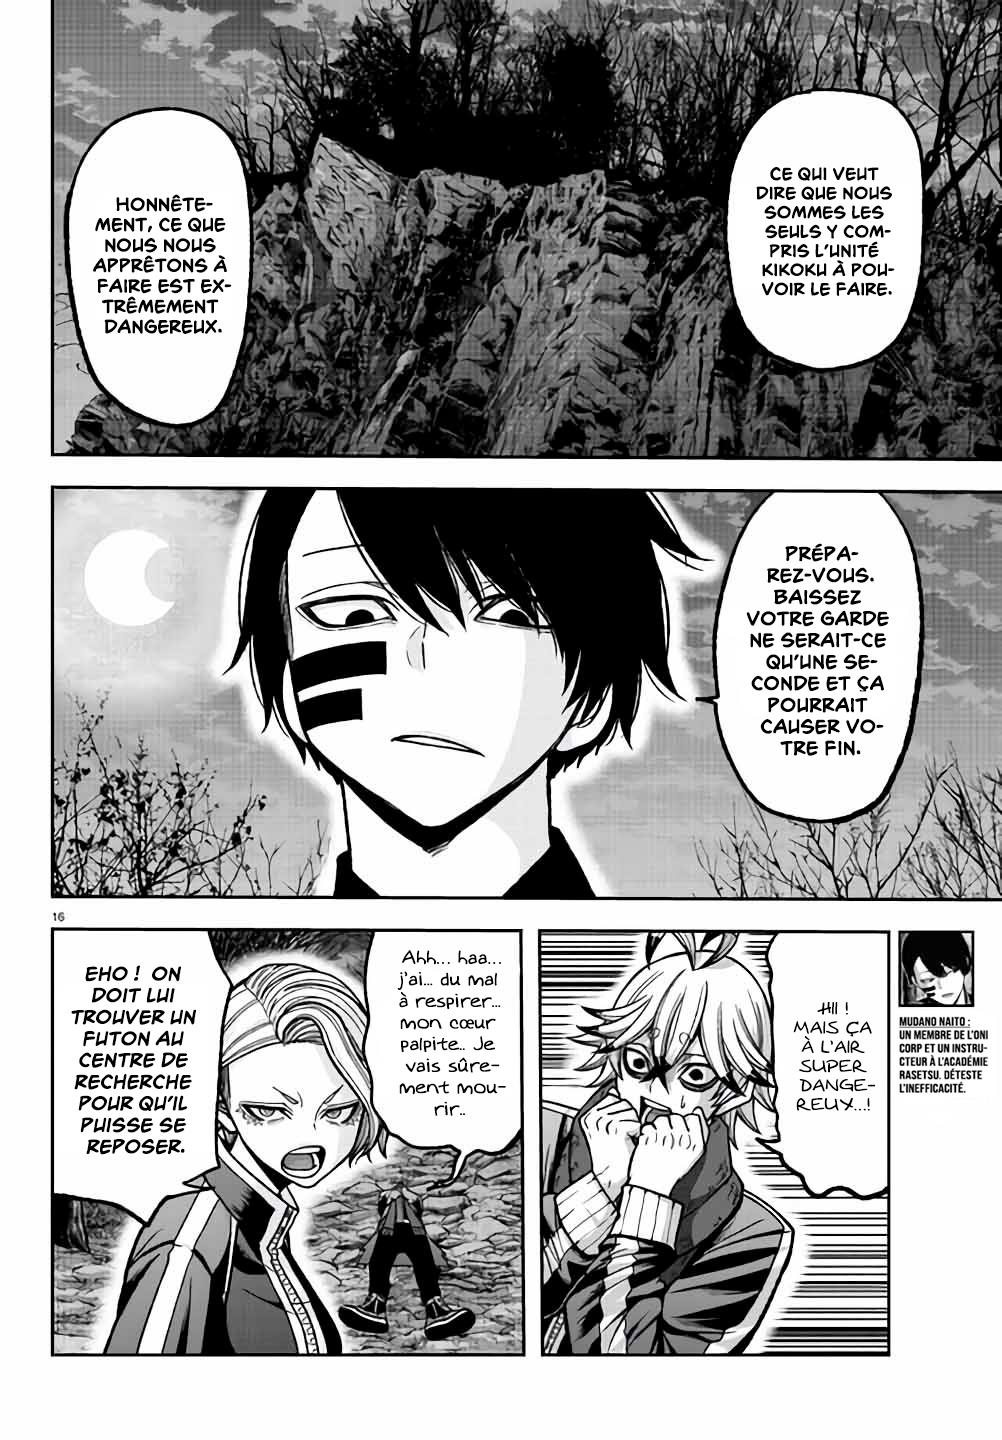 CE QUI VEUT
DIRE QUE NOUS
SOMMES LES
SEULS Y COM-
PRIS L'UNITÉ
KIKOKU À POU-
VOIR LE FAIRE.
HONNÊTE-
MENT, CE QUE
NOUS NOUS
APPRÊTONS À
FAIRE EST EX-
TRÊMEMENT
DANGEREUX.
PRÉPA-
REZ-VOUS.
BAISSEZ
VOTRE GARDE
NE SERAIT-CE
QU'UNE SE-
CONDE ET ÇA
POURRAIT
CAUSER VO-
TRE FIN.
16
MUDANO NAITO :
UN MEMBRE DE L'ONI
CORP ET UN INSTRU-
CTEUR À L'ACADÉMIE
RASETSU. DÉTESTE
L'INEFFICACITÉ.
HII !
MAIS ÇA
À L'AIR
SUPER
DANGE-
REUX...!
Ahh... haa...
j'ai... du mal
à respirer...
mon cœur
palpite.. Je
vais sûre-
ment mou-
rir..
EHO ! ON
DOIT LUI
TROUVER UN
FUTON AU
CENTRE DE
RECHERCHE
POUR QU'IL
PUISSE SE
REPOSER.